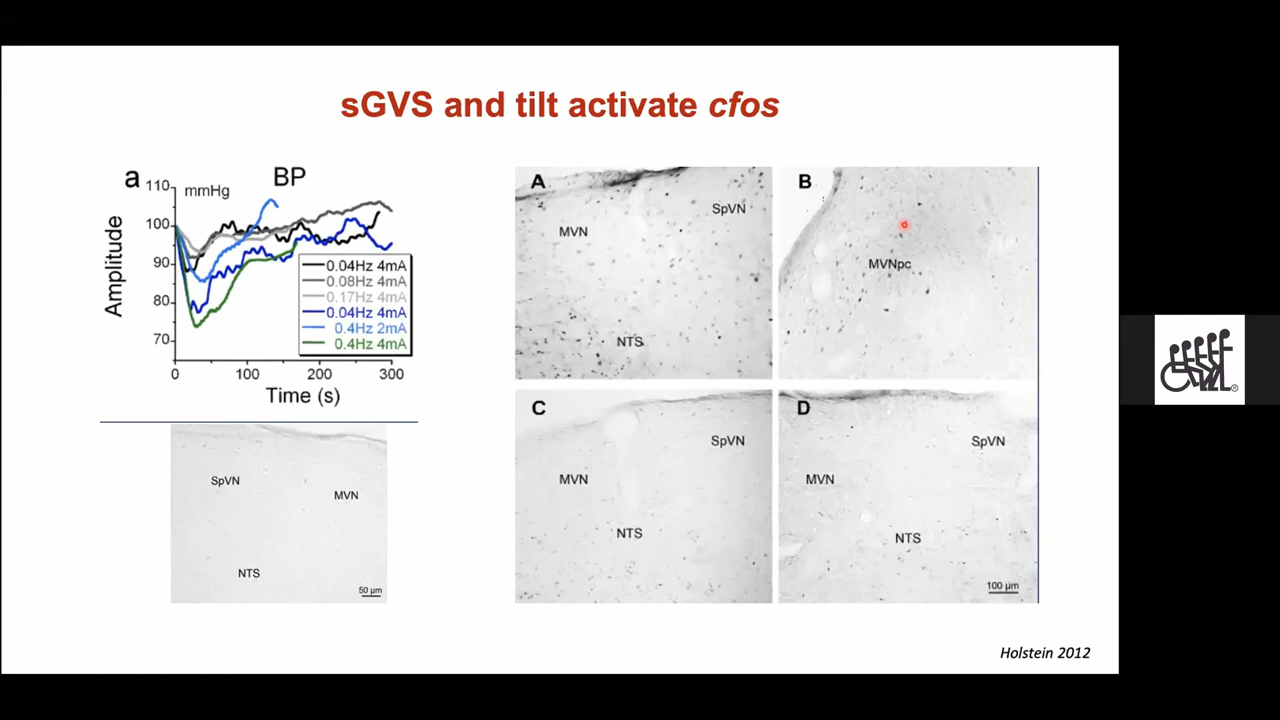 sGVS and tilt activate cfos
a
BP
mmHg
110
100
90
80
70
Amplitude
0.04Hz 4mA
0.08Hz 4mA
0.17Hz 4mA
0.04Hz 4mA
0.4Hz 2mA
0.4Hz 4mA
0
100
200
300
Time (s)
SpVN
MVN
NTS
50 µm
A
SpVN
MVN
NTS
B
MVNpc
C
SpVN
MVN
NTS
D
SpVN
MVN
NTS
100 µm
Holstein 2012
®